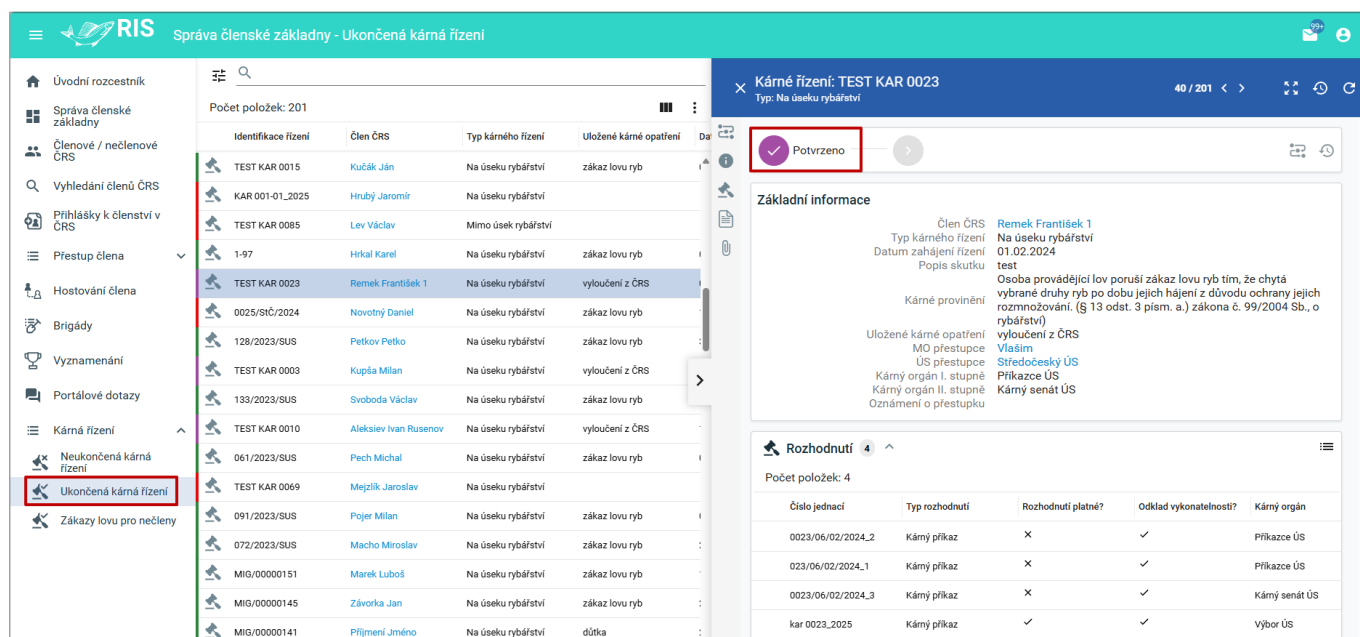 RIS Správa členské základny - Ukončená kárná řízení 99+
Úvodní rozcestník
Správa členské
základny
Členové / nečlenové
ČRS
Vyhledání členů ČRS
Přihlášky k členství v
ČRS
Přestup člena
Hostování člena
Brigády
Vyznamenání
Portálové dotazy
Kárná řízení
Neukončená kárná
řízení
Ukončená kárná řízení
Zákazy lovu pro nečleny
Počet položek: 201
Identifikace řízení Člen ČRS Typ kárného řízení Uložené kárné opatření
TEST KAR 0015 Kučák Ján Na úseku rybářství zákaz lovu ryb
KAR 001-01_2025 Hrubý Jaromír Na úseku rybářství
TEST KAR 0085 Lev Václav Mimo úsek rybářství
1-97 Hrkal Karel Na úseku rybářství zákaz lovu ryb
TEST KAR 0023 Remek František 1 Na úseku rybářství vyloučení z ČRS
0025/StČ/2024 Novotný Daniel Na úseku rybářství zákaz lovu ryb
128/2023/SUS Petkov Petko Na úseku rybářství zákaz lovu ryb
TEST KAR 0003 Kupša Milan Na úseku rybářství vyloučení z ČRS
133/2023/SUS Svoboda Václav Na úseku rybářství zákaz lovu ryb
TEST KAR 0010 Aleksiev Ivan Rusenov Na úseku rybářství vyloučení z ČRS
061/2023/SUS Pech Michal Na úseku rybářství zákaz lovu ryb
TEST KAR 0069 Mejzlík Jaroslav Na úseku rybářství
091/2023/SUS Pojer Milan Na úseku rybářství zákaz lovu ryb
072/2023/SUS Macho Miroslav Na úseku rybářství zákaz lovu ryb
MIG/00000151 Marek Luboš Na úseku rybářství zákaz lovu ryb
MIG/00000145 Závorka Jan Na úseku rybářství zákaz lovu ryb
MIG/00000141 Příjmení Jméno Na úseku rybářství důtka
Kárné řízení: TEST KAR 0023 40 / 201
Typ: Na úseku rybářství
Potvrzeno
Základní informace
Člen ČRS Remek František 1
Typ kárného řízení Na úseku rybářství
Datum zahájení řízení 01.02.2024
Popis skutku test
Kárné provinění Osoba provádějící lov poruší zákaz lovu ryb tím, že chytá
vybrané druhy ryb po dobu jejich hájení z důvodu ochrany jejich
rozmnožování. (§ 13 odst. 3 písm. a.) zákona č. 99/2004 Sb., o
rybářství)
Uložené kárné opatření vyloučení z ČRS
MO přestupce Vlašim
ÚS přestupce Středočeský ÚS
Kárný orgán I. stupně Příkazce ÚS
Kárný orgán II. stupně Kárný senát ÚS
Oznámení o přestupku
Rozhodnutí 4
Počet položek: 4
Číslo jednací Typ rozhodnutí Rozhodnutí platné? Odklad vykonatelnosti? Kárný orgán
0023/06/02/2024_2 Kárný příkaz Příkazce ÚS
023/06/02/2024_1 Kárný příkaz Příkazce ÚS
0023/06/02/2024_3 Kárný příkaz Kárný senát ÚS
kar 0023_2025 Kárný příkaz Výbor ÚS